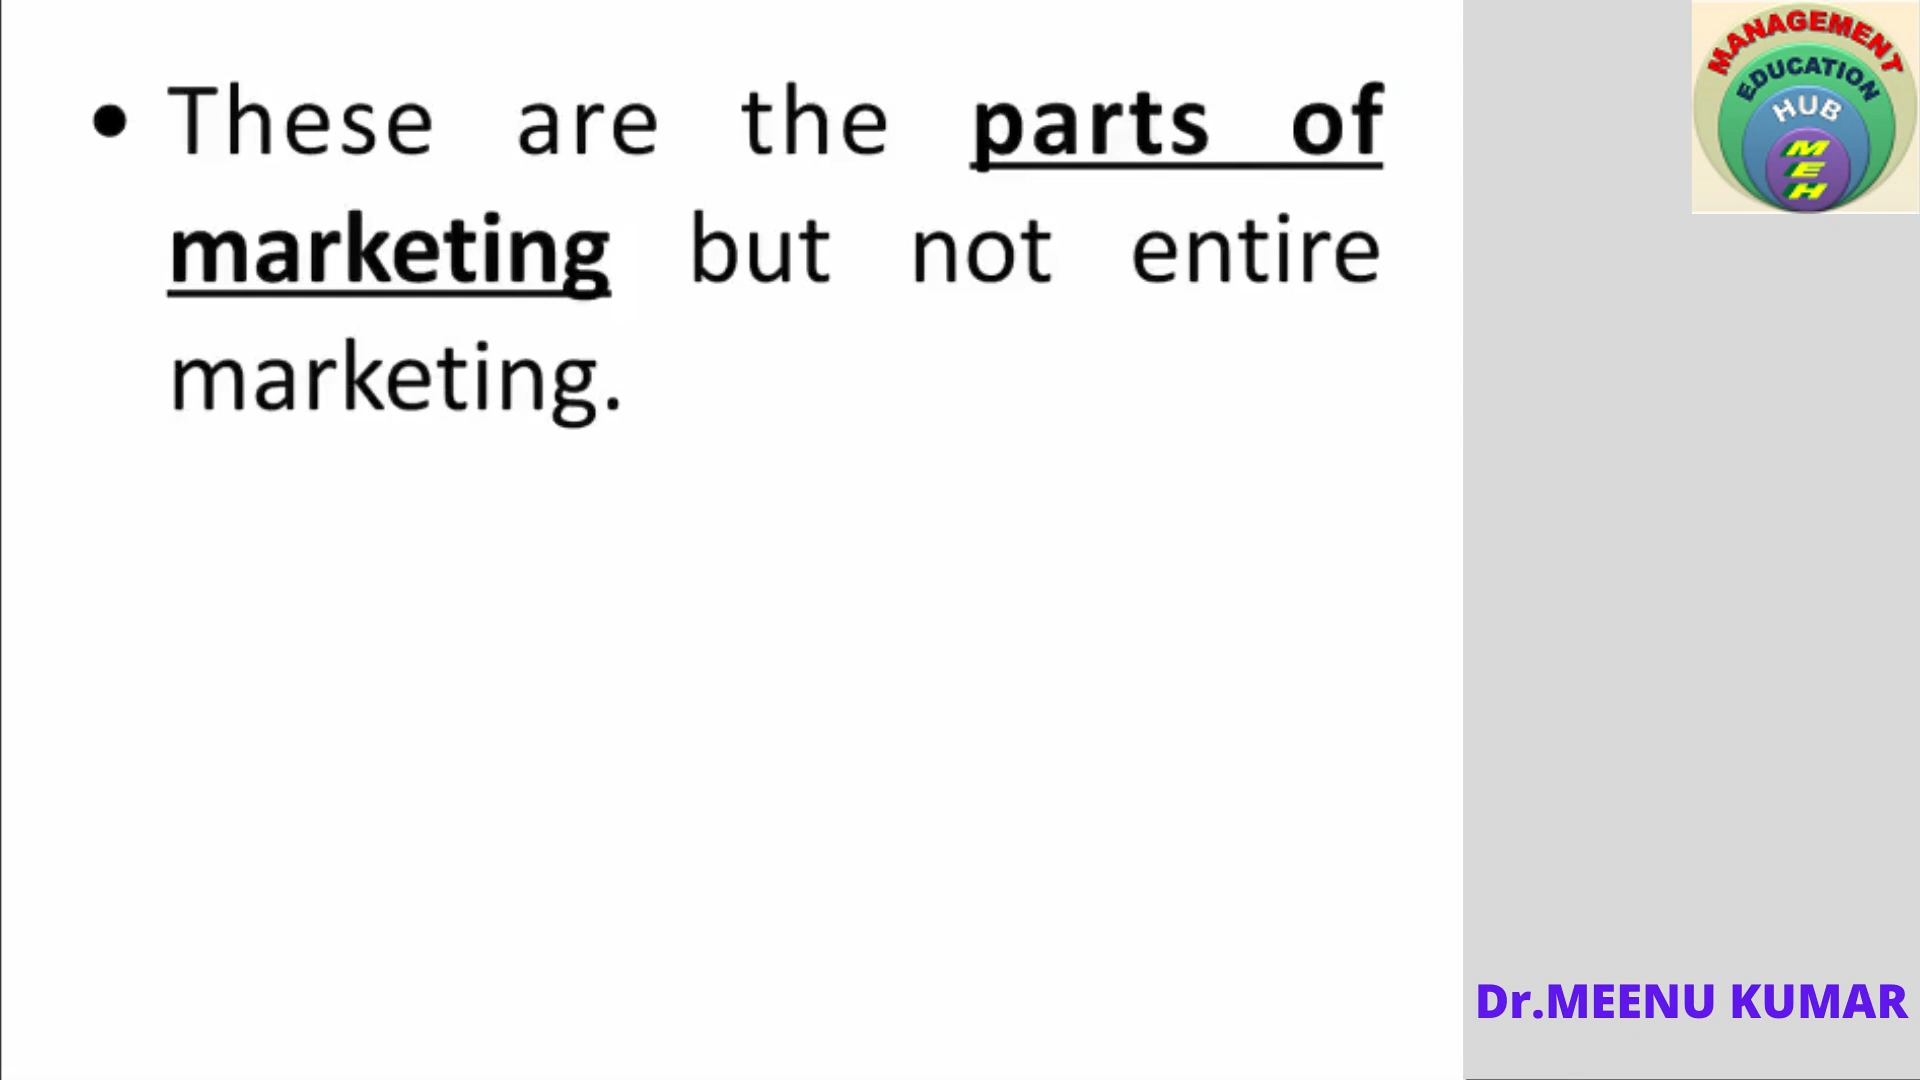 • These are the parts of
marketing but not entire
marketing.
MANAGEMENT
EDUCATION
HUB
M
E
H
Dr.MEENU KUMAR